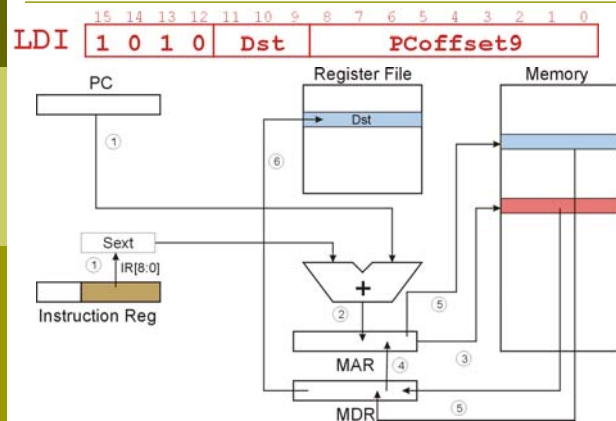 15 14 13 12 11 10 9 8 7 6 5 4 3 2 1 0
LDI 1 0 1 0 Dst PCoffset9
PC Register File Memory
Dst
①
⑥
④
Sext
① IR[8:0]
+
⑤
②
Instruction Reg
③
MAR ④
MDR ⑤